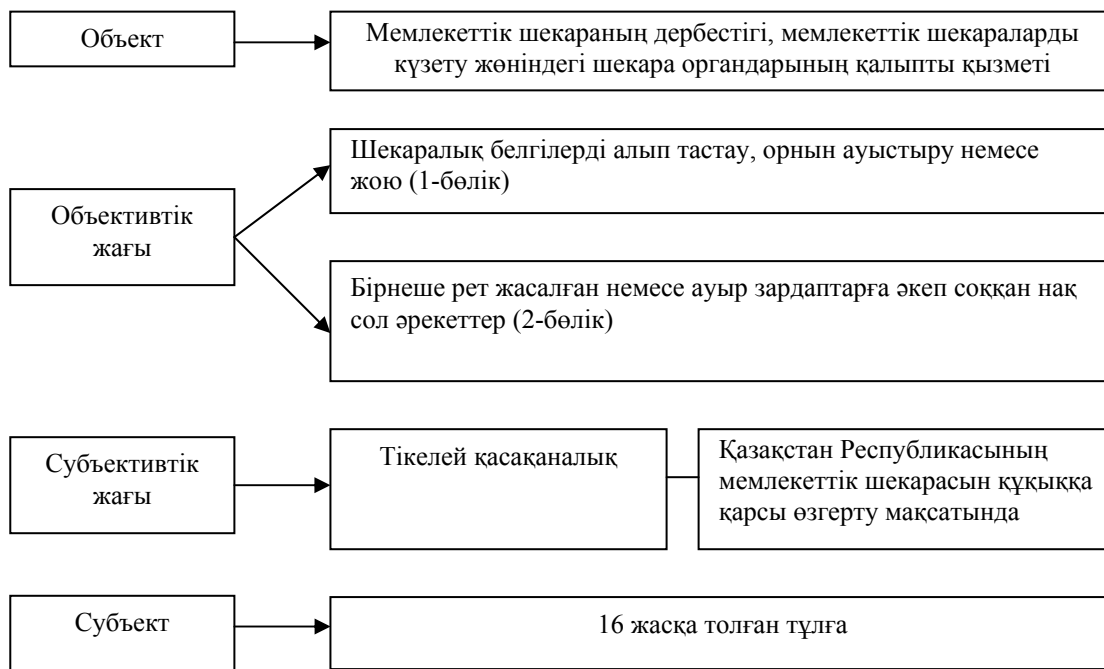 Объект
Мемлекеттік шекараның дербестігі, мемлекеттік шекараларды
күзету жөніндегі шекара органдарының қалыпты қызметі
Объективтік
жағы
Шекаралық белгілерді алып тастау, орнын ауыстыру немесе
жою (1-бөлік)
Бірнеше рет жасалған немесе ауыр зардаптарға әкеп соққан нақ
сол әрекеттер (2-бөлік)
Субъективтік
жағы
Тікелей қасақаналық
Қазақстан Республикасының
мемлекеттік шекарасын құқыққа
қарсы өзгерту мақсатында
Субъект
16 жасқа толған тұлға